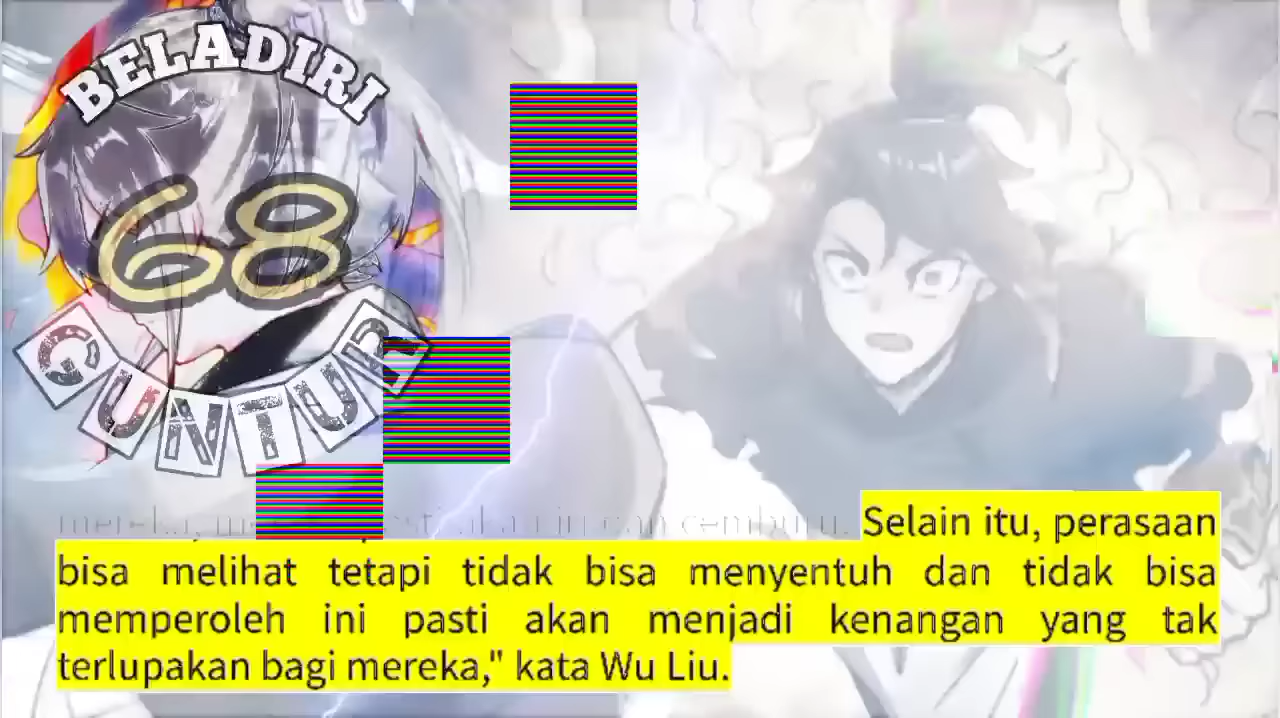 BELADIRI
68
GUNTUR
Selain itu, perasaan
bisa melihat tetapi tidak bisa menyentuh dan tidak bisa
memperoleh ini pasti akan menjadi kenangan yang tak
terlupakan bagi mereka," kata Wu Liu.